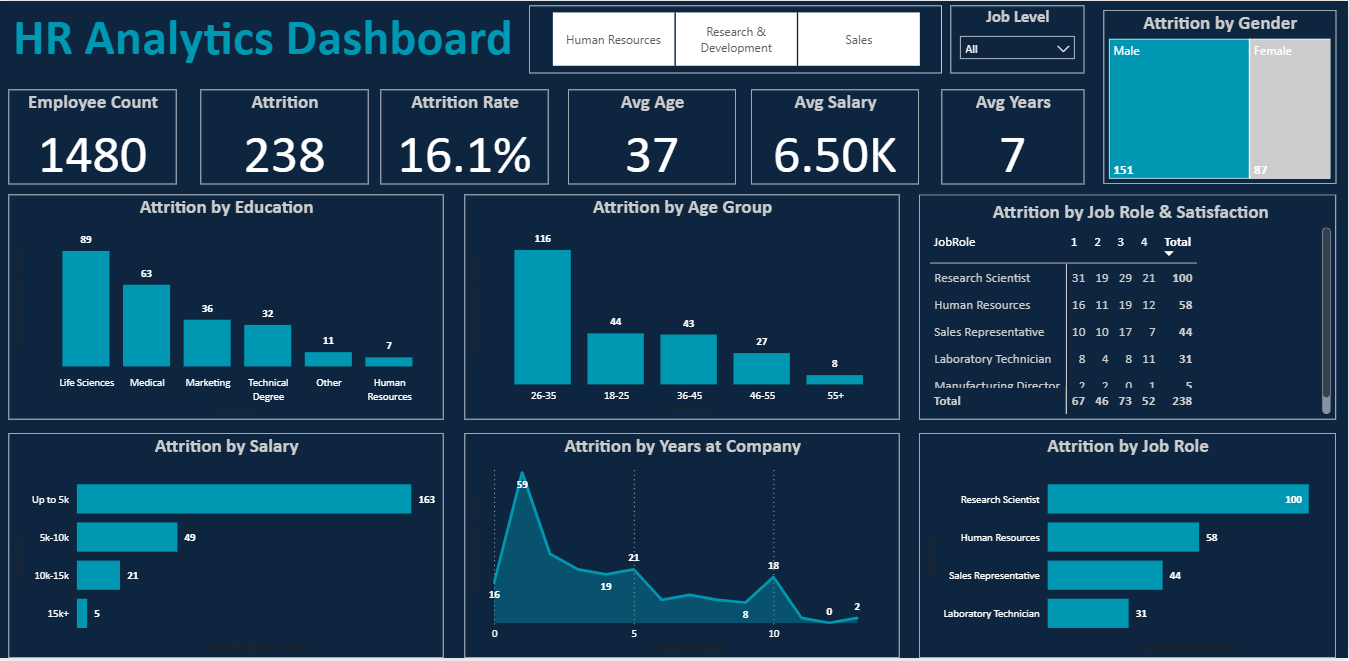 HR Analytics Dashboard
Human Resources
Research &
Development
Sales
Job Level
All
Attrition by Gender
Male
Female
151
87
Employee Count
1480
Attrition
238
Attrition Rate
16.1%
Avg Age
37
Avg Salary
6.50K
Avg Years
7
Attrition by Education
89
63
36
32
11
7
Life Sciences
Medical
Marketing
Technical
Degree
Other
Human
Resources
Attrition by Age Group
116
44
43
27
8
26-35
18-25
36-45
46-55
55+
Attrition by Job Role & Satisfaction
JobRole 1 2 3 4 Total
Research Scientist 31 19 29 21 100
Human Resources 16 11 19 12 58
Sales Representative 10 10 17 7 44
Laboratory Technician 8 4 8 11 31
Manufacturing Director 2 2 0 1 5
Total 67 46 73 52 238
Attrition by Salary
Up to 5k 163
5k-10k 49
10k-15k 21
15k+ 5
Attrition by Years at Company
59
16
19
21
8
18
0
2
0
5
10
Attrition by Job Role
Research Scientist 100
Human Resources 58
Sales Representative 44
Laboratory Technician 31